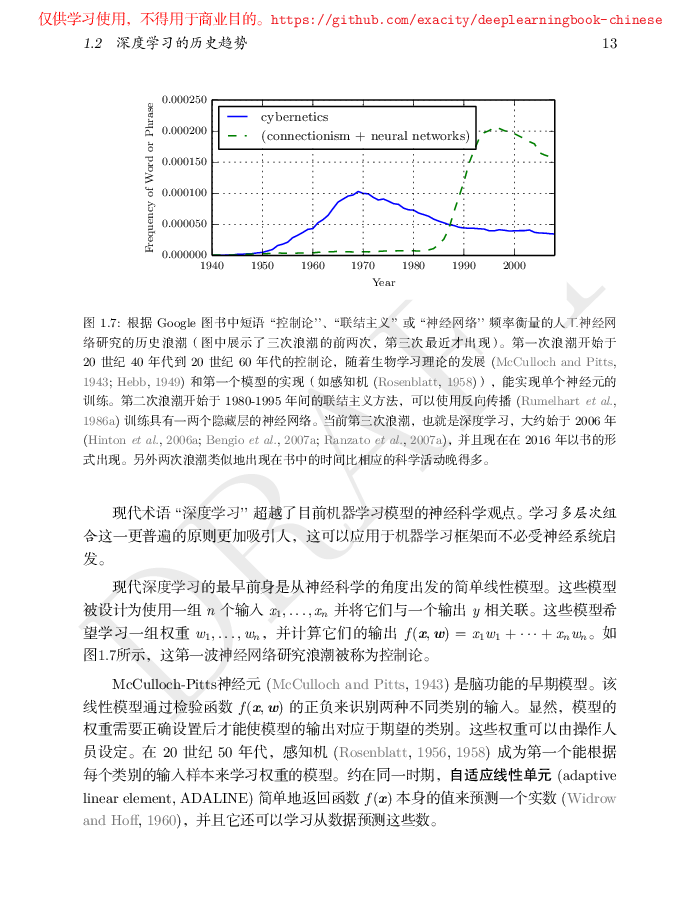 仅供学习使用，不得用于商业目的。https://github.com/exacity/deeplearningbook-chinese
1.2 深度学习的历史趋势 13
0.000250
0.000200
0.000150
0.000100
0.000050
0.000000
Frequency of Word or Phrase
cybernetics
(connectionism + neural networks)
1940 1950 1960 1970 1980 1990 2000
Year
图 1.7: 根据 Google 图书中短语 “控制论’’、“联结主义” 或 “神经网络’’ 频率衡量的人工神经网
络研究的历史浪潮（图中展示了三次浪潮的前两次，第三次最近才出现）。第一次浪潮开始于
20 世纪 40 年代到 20 世纪 60 年代的控制论，随着生物学习理论的发展 (McCulloch and Pitts,
1943; Hebb, 1949) 和第一个模型的实现（如感知机 (Rosenblatt, 1958)），能实现单个神经元的
训练。第二次浪潮开始于 1980-1995 年间的联结主义方法，可以使用反向传播 (Rumelhart et al.,
1986a) 训练具有一两个隐藏层的神经网络。当前第三次浪潮，也就是深度学习，大约始于 2006 年
(Hinton et al., 2006a; Bengio et al., 2007a; Ranzato et al., 2007a)，并且现在在 2016 年以书的形
式出现。另外两次浪潮类似地出现在书中的时间比相应的科学活动晚得多。
现代术语 “深度学习’’ 超越了目前机器学习模型的神经科学观点。学习多层次组
合这一更普遍的原则更加吸引人，这可以应用于机器学习框架而不必受神经系统启
发。
现代深度学习的最早前身是从神经科学的角度出发的简单线性模型。这些模型
被设计为使用一组 n 个输入 x1, . . . , xn 并将它们与一个输出 y 相关联。这些模型希
望学习一组权重 w1, . . . , wn，并计算它们的输出 f(x, w) = x1w1 + · · · + xnwn。如
图1.7所示，这第一波神经网络研究浪潮被称为控制论。
McCulloch-Pitts神经元 (McCulloch and Pitts, 1943) 是脑功能的早期模型。该
线性模型通过检验函数 f(x, w) 的正负来识别两种不同类别的输入。显然，模型的
权重需要正确设置后才能使模型的输出对应于期望的类别。这些权重可以由操作人
员设定。在 20 世纪 50 年代，感知机 (Rosenblatt, 1956, 1958) 成为第一个能根据
每个类别的输入样本来学习权重的模型。约在同一时期，自适应线性单元 (adaptive
linear element, ADALINE) 简单地返回函数 f(x) 本身的值来预测一个实数 (Widrow
and Hoff, 1960)，并且它还可以学习从数据预测这些数。
DRAFT